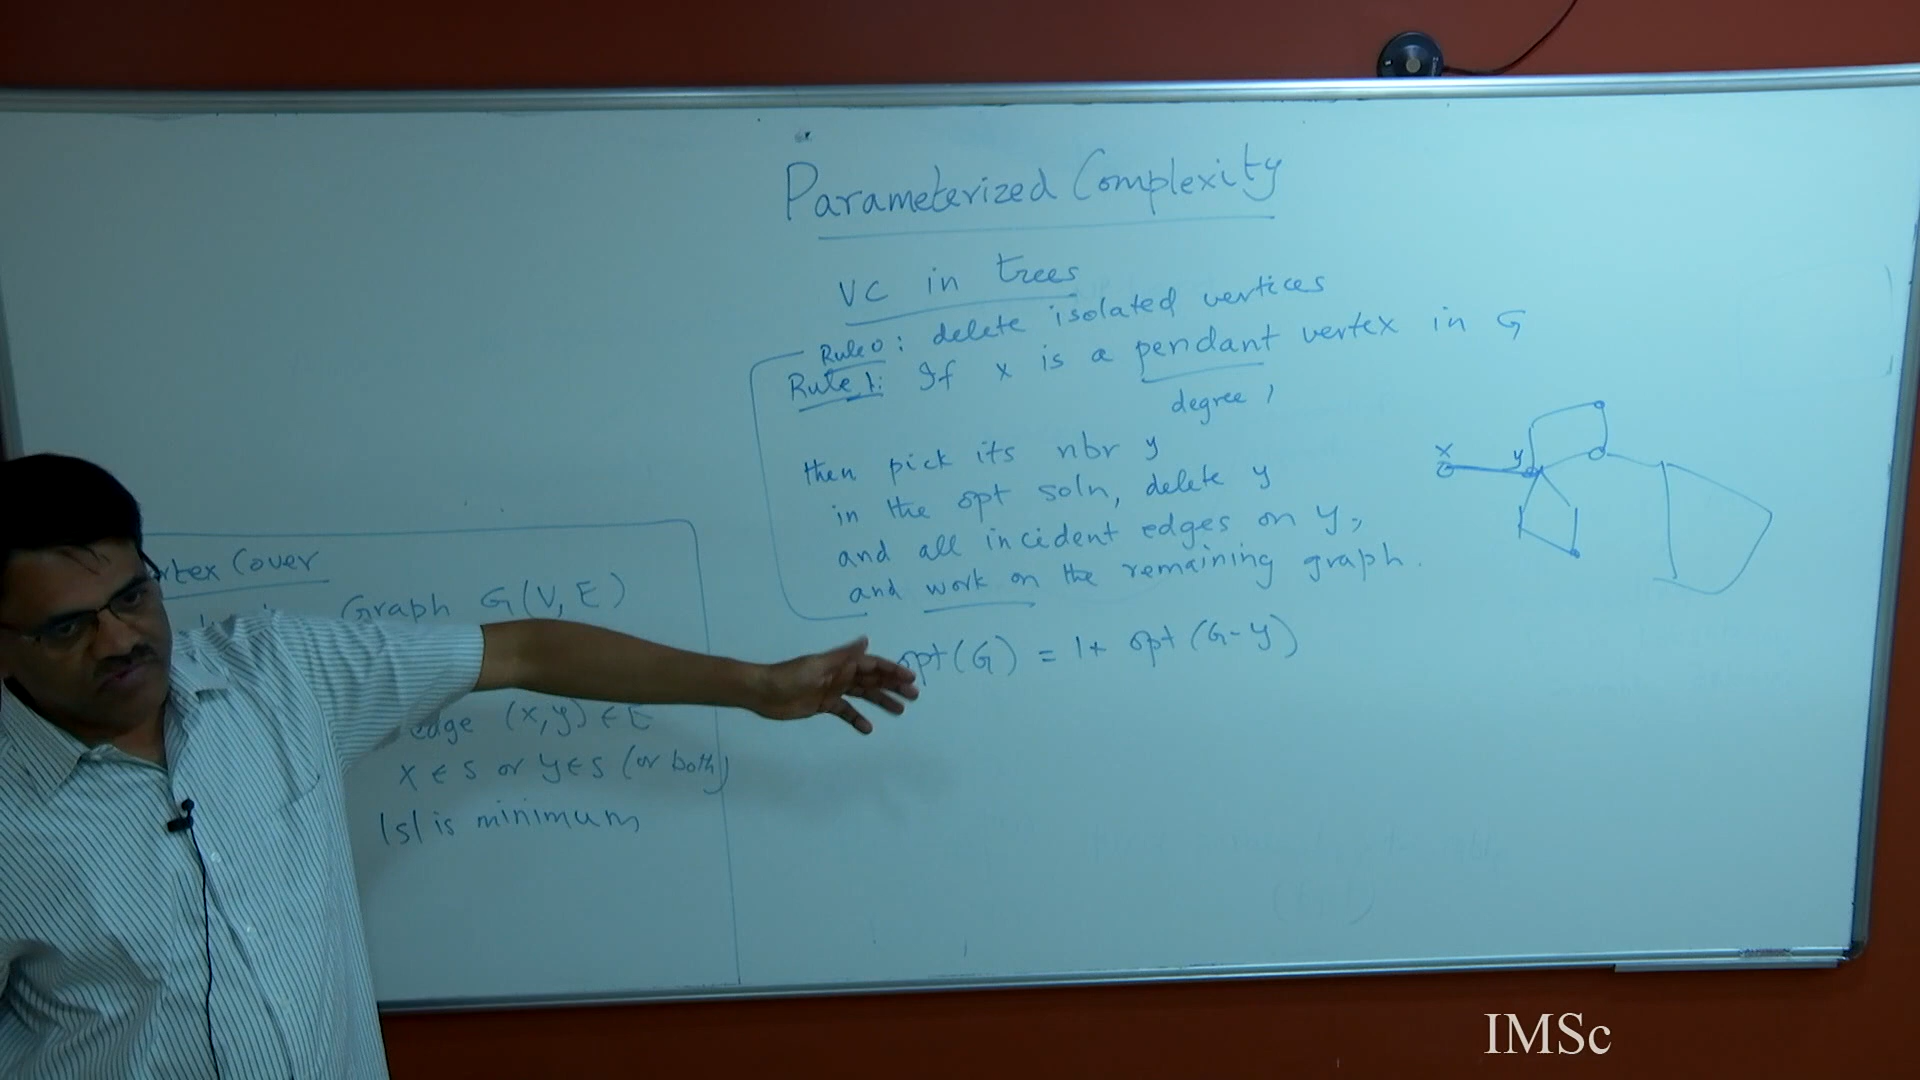 Parameterized Complexity
VC in trees
Rule 0: delete isolated vertices
Rule 1: If x is a pendant vertex in G
degree 1
then pick its nbr y
in the opt soln, delete y
and all incident edges on y,
and work on the remaining graph.
opt(G) = 1+ opt(G-y)
x
y
rtex Cover
Graph G(V, E)
edge (x,y) ∈ E
x ∈ S or y ∈ S (or both)
|S| is minimum
IMSc